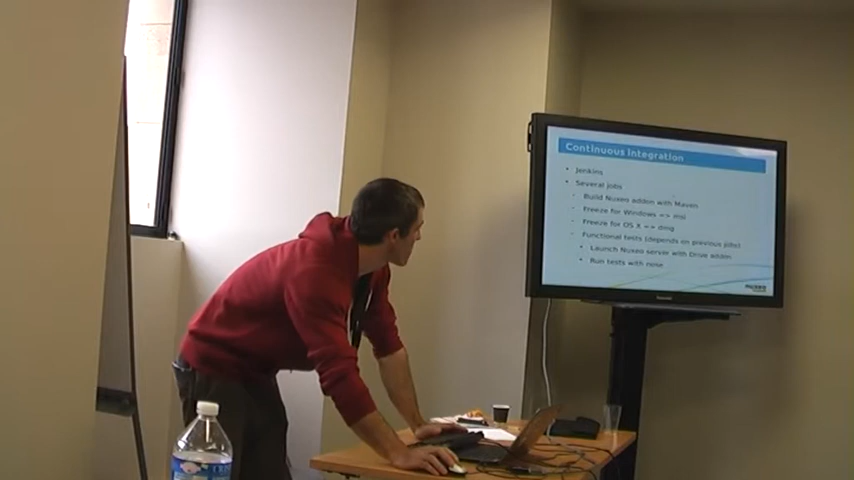 Continuous Integration
Jenkins
Several jobs
Build Nuxeo addon with Maven
Freeze for Windows => msi
Freeze for OS X => dmg
Functional tests (depends on previous jobs)
Launch Nuxeo server with Drive addon
Run tests with nose
nuxeo